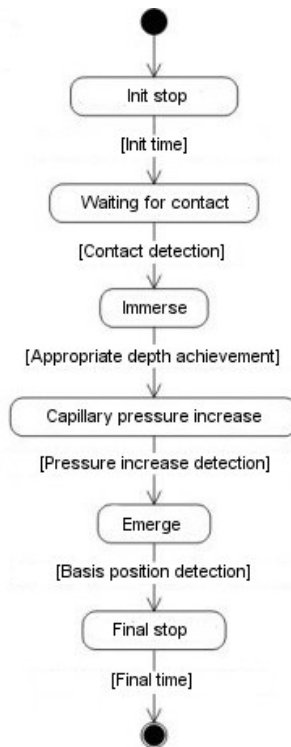 Init stop
[Init time]
Waiting for contact
[Contact detection]
Immerse
[Appropriate depth achievement]
Capillary pressure increase
[Pressure increase detection]
Emerge
[Basis position detection]
Final stop
[Final time]